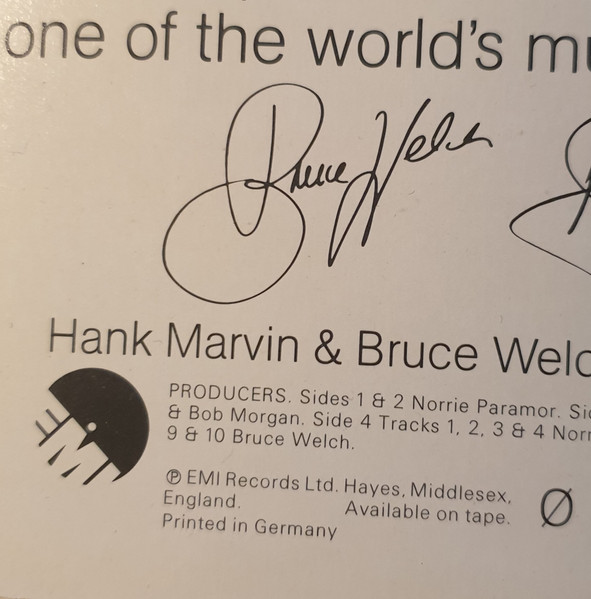 one of the world's mu
Bruce Welch
Hank Marvin & Bruce Welc
PRODUCERS. Sides 1 & 2 Norrie Paramor. Sid
& Bob Morgan. Side 4 Tracks 1, 2, 3 & 4 Norr
9 & 10 Bruce Welch.
EMI
℗ EMI Records Ltd. Hayes, Middlesex,
England. Available on tape.
Printed in Germany